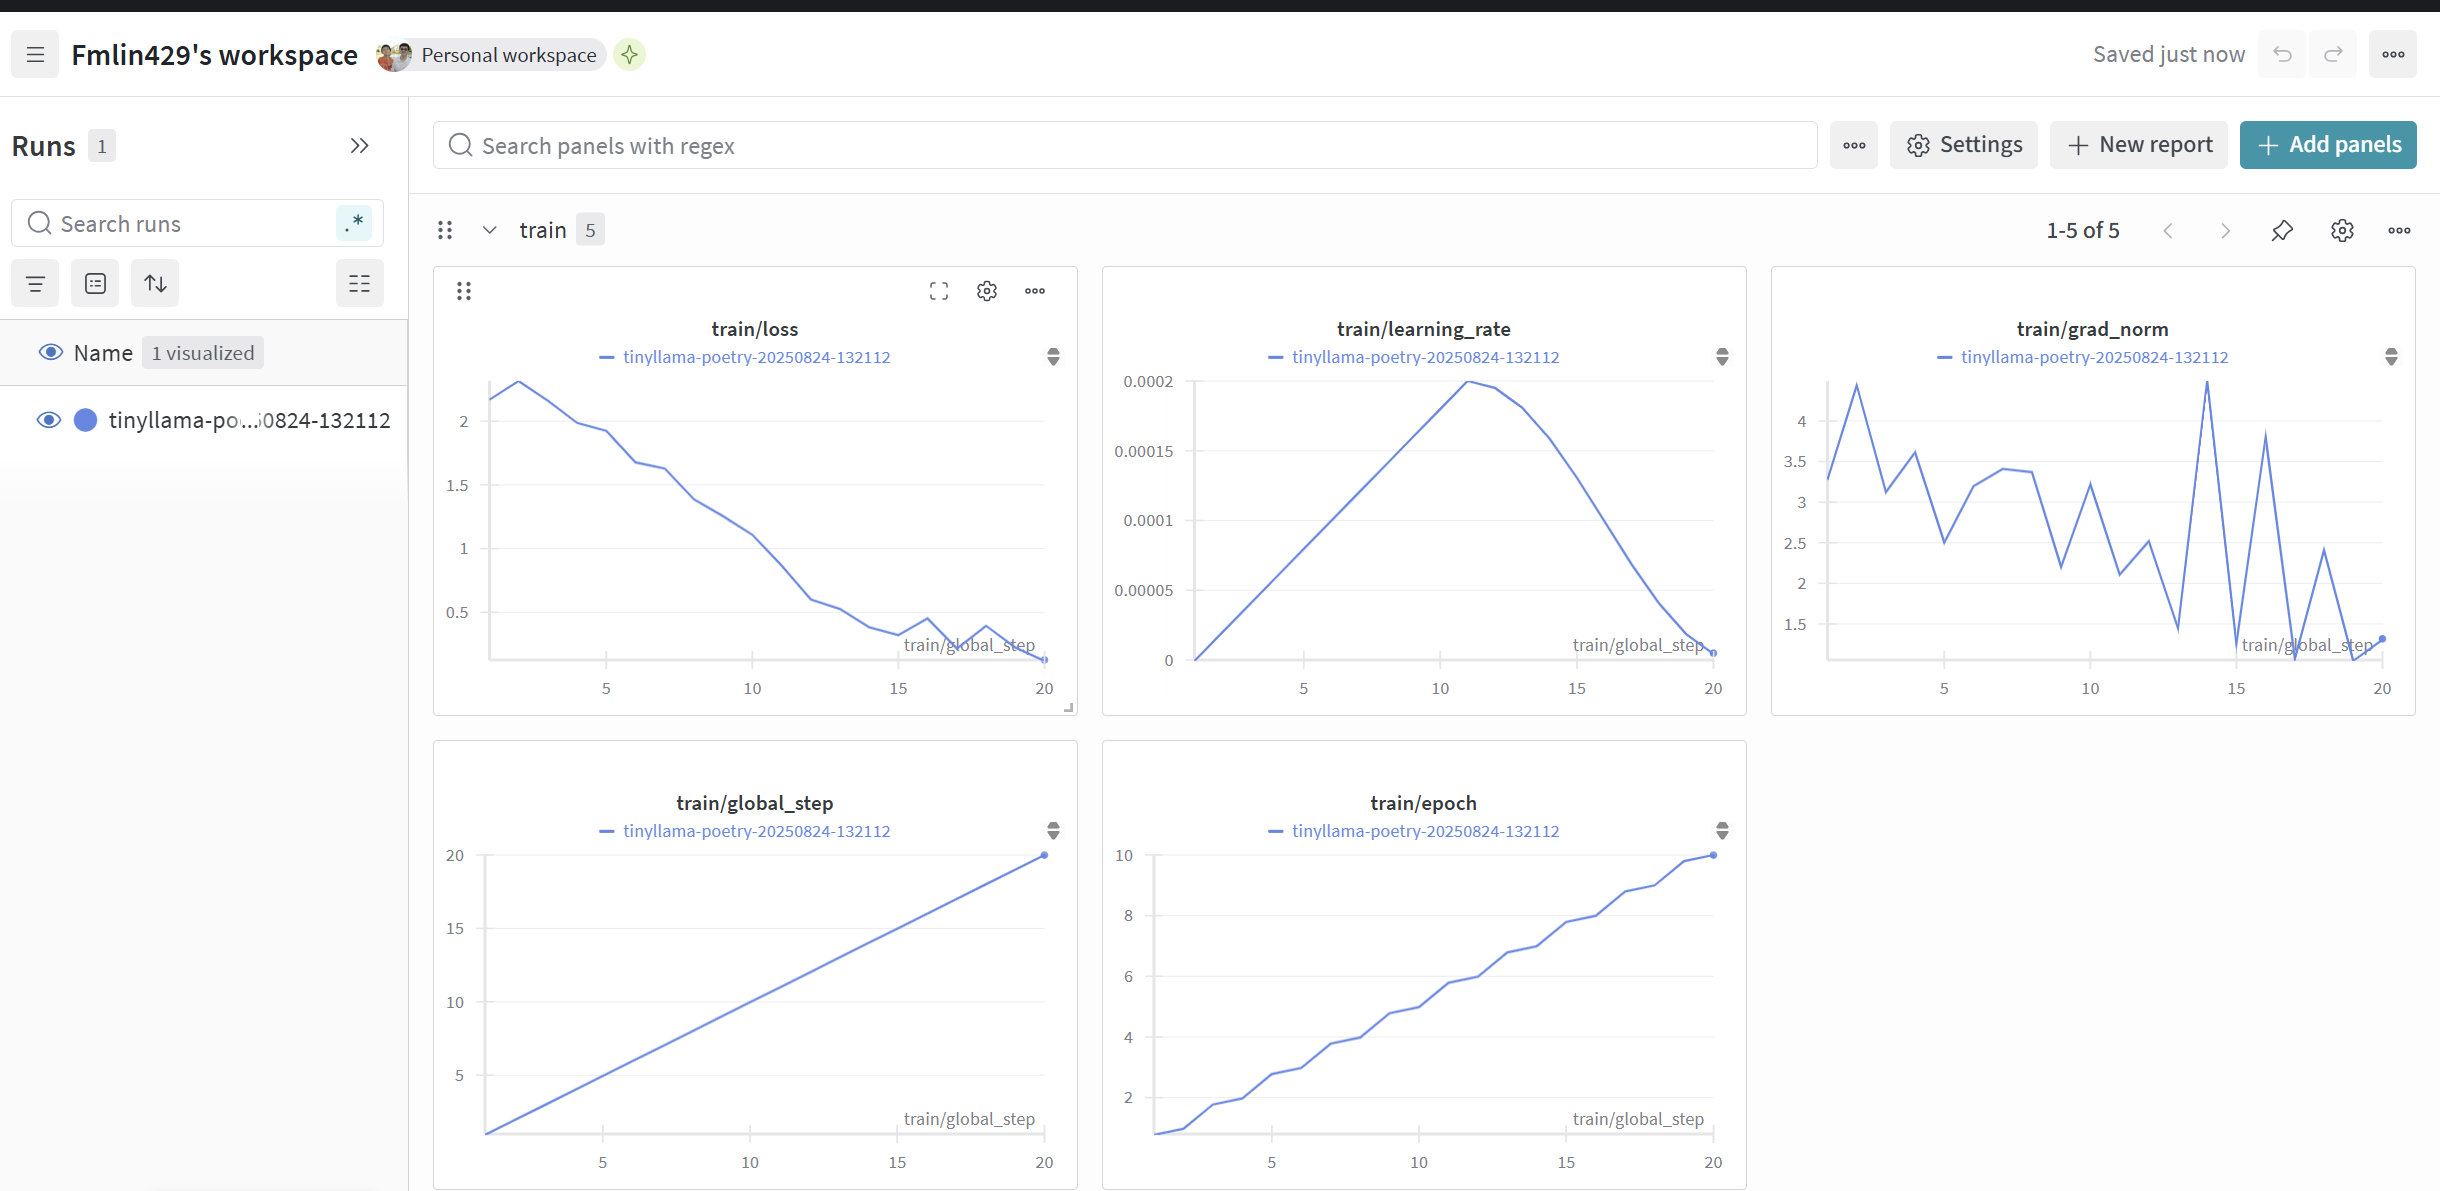 Fmlin429's workspace
Personal workspace
Saved just now
Runs 1
Search panels with regex
Settings
New report
Add panels
Search runs
.*
train 5
1-5 of 5
Name 1 visualized
tinyllama-po...0824-132112
train/loss
tinyllama-poetry-20250824-132112
2
1.5
1
0.5
train/global_step
5 10 15 20
train/learning_rate
tinyllama-poetry-20250824-132112
0.0002
0.00015
0.0001
0.00005
0
train/global_step
5 10 15 20
train/grad_norm
tinyllama-poetry-20250824-132112
4
3.5
3
2.5
2
1.5
train/global_step
5 10 15 20
train/global_step
tinyllama-poetry-20250824-132112
20
15
10
5
train/global_step
5 10 15 20
train/epoch
tinyllama-poetry-20250824-132112
10
8
6
4
2
train/global_step
5 10 15 20